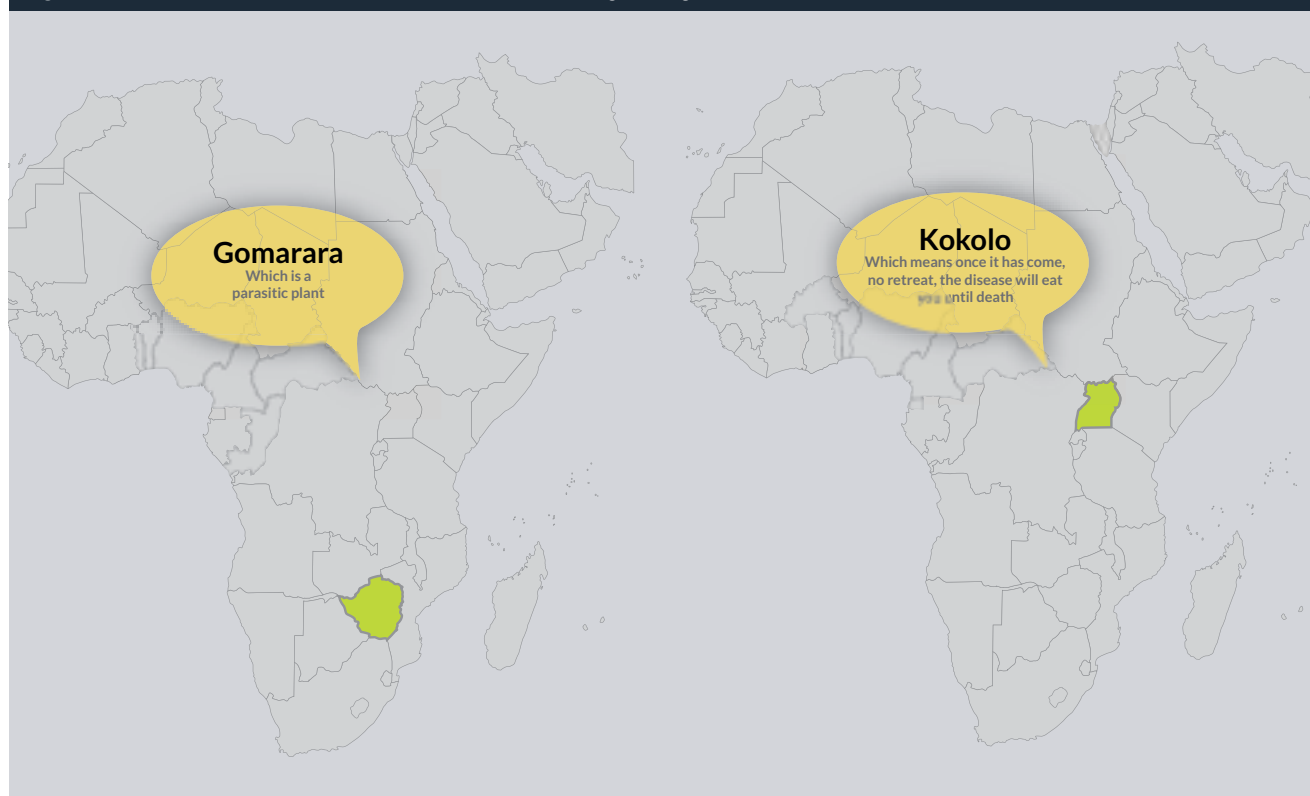 Gomarara
Which is a
parasitic plant
Kokolo
Which means once it has come,
no retreat, the disease will eat
you until death